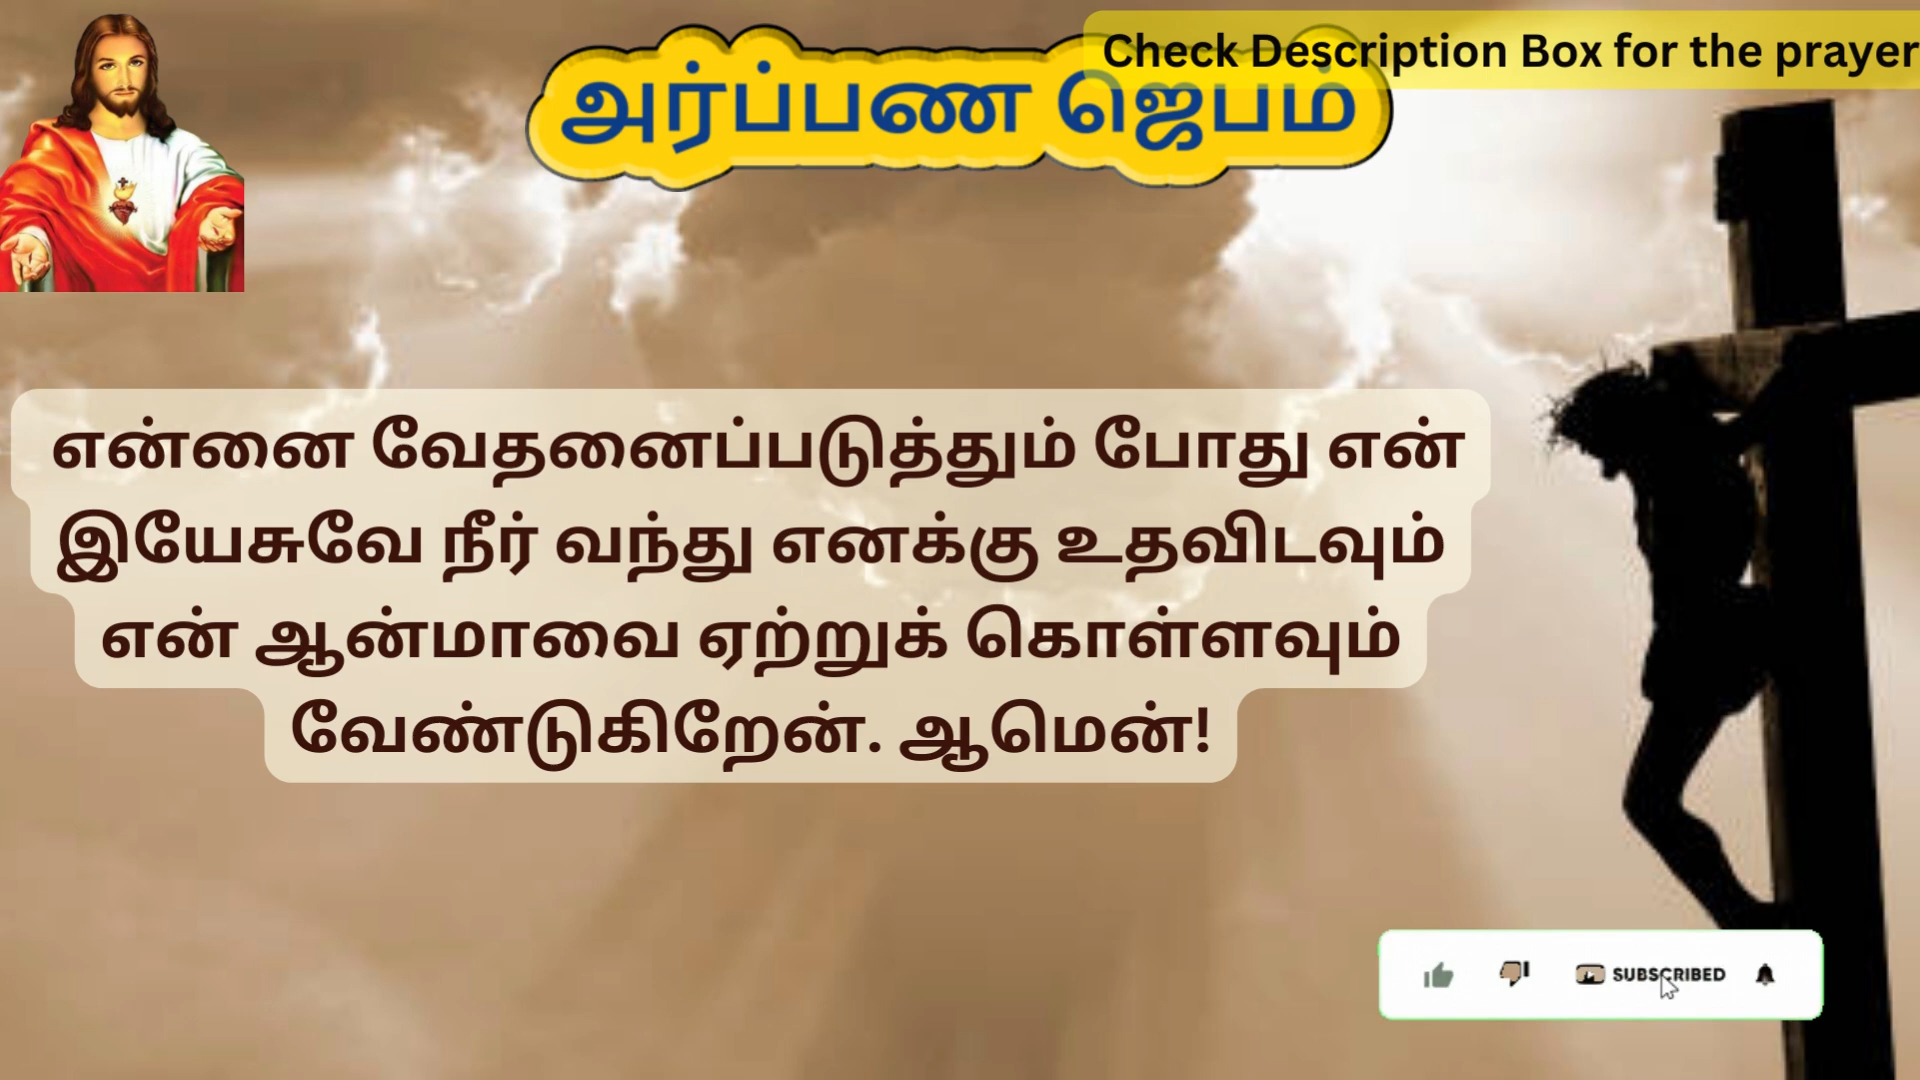 Check Description Box for the prayer
அர்ப்பண ஜெபம்
என்னை வேதனைப்படுத்தும் போது என்
இயேசுவே நீர் வந்து எனக்கு உதவிடவும்
என் ஆன்மாவை ஏற்றுக் கொள்ளவும்
வேண்டுகிறேன். ஆமென்!
SUBSCRIBED